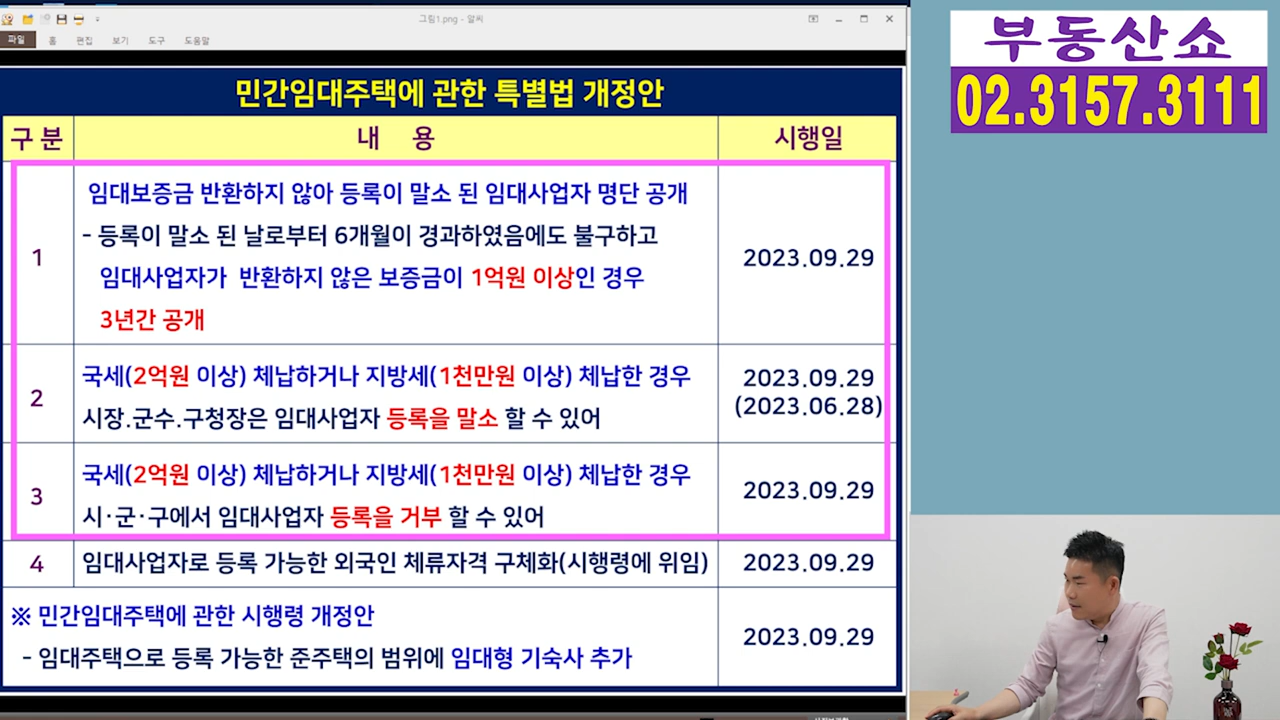 그림1.png - 알씨
파일 홈 편집 보기 도구 도움말
부동산쇼
02.3157.3111
민간임대주택에 관한 특별법 개정안
구 분 내 용 시행일
1
임대보증금 반환하지 않아 등록이 말소 된 임대사업자 명단 공개
- 등록이 말소 된 날로부터 6개월이 경과하였음에도 불구하고
임대사업자가 반환하지 않은 보증금이 1억원 이상인 경우
3년간 공개
2023.09.29
2
국세(2억원 이상) 체납하거나 지방세(1천만원 이상) 체납한 경우
시장.군수.구청장은 임대사업자 등록을 말소 할 수 있어
2023.09.29
(2023.06.28)
3
국세(2억원 이상) 체납하거나 지방세(1천만원 이상) 체납한 경우
시·군·구에서 임대사업자 등록을 거부 할 수 있어
2023.09.29
4 임대사업자로 등록 가능한 외국인 체류자격 구체화(시행령에 위임) 2023.09.29
※ 민간임대주택에 관한 시행령 개정안
- 임대주택으로 등록 가능한 준주택의 범위에 임대형 기숙사 추가
2023.09.29